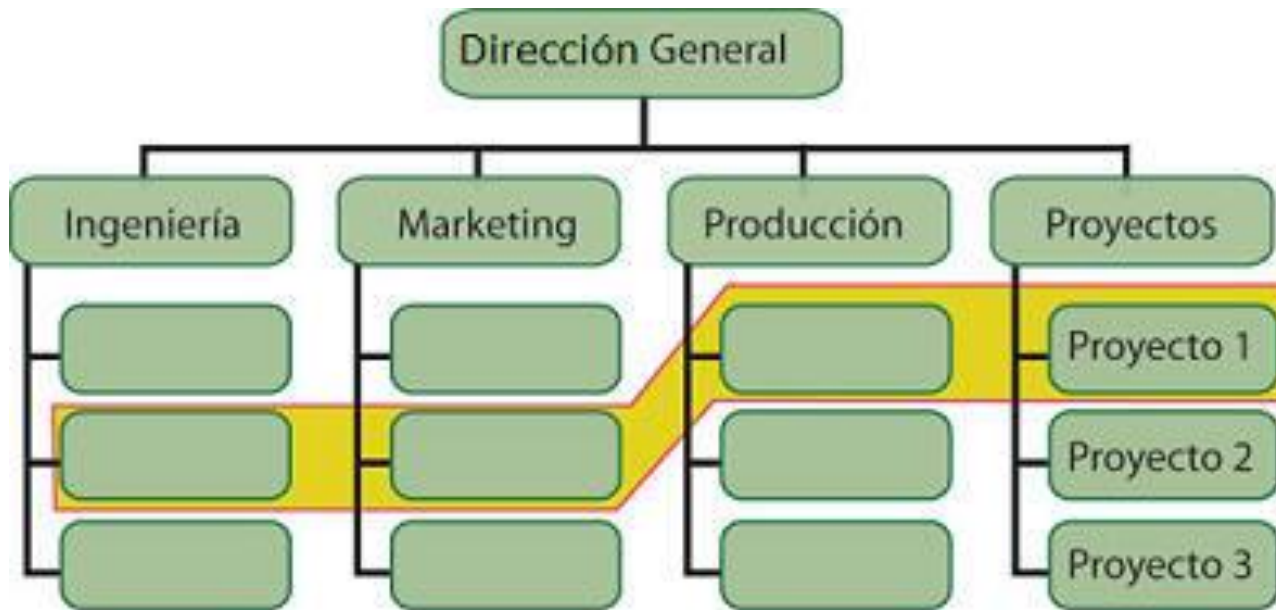 Dirección General
Ingeniería
Marketing
Producción
Proyectos
Proyecto 1
Proyecto 2
Proyecto 3